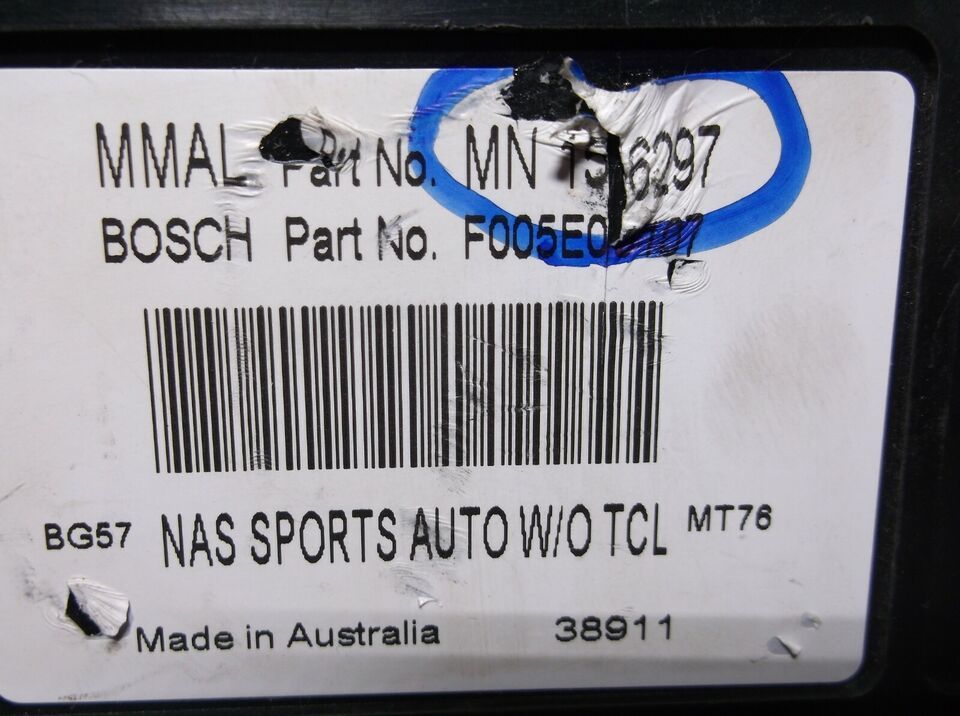 MMAL Part No. MN
BOSCH Part No.
BG57 NAS SPORTS AUTO W/O TCL MT76
Made in Australia 38911